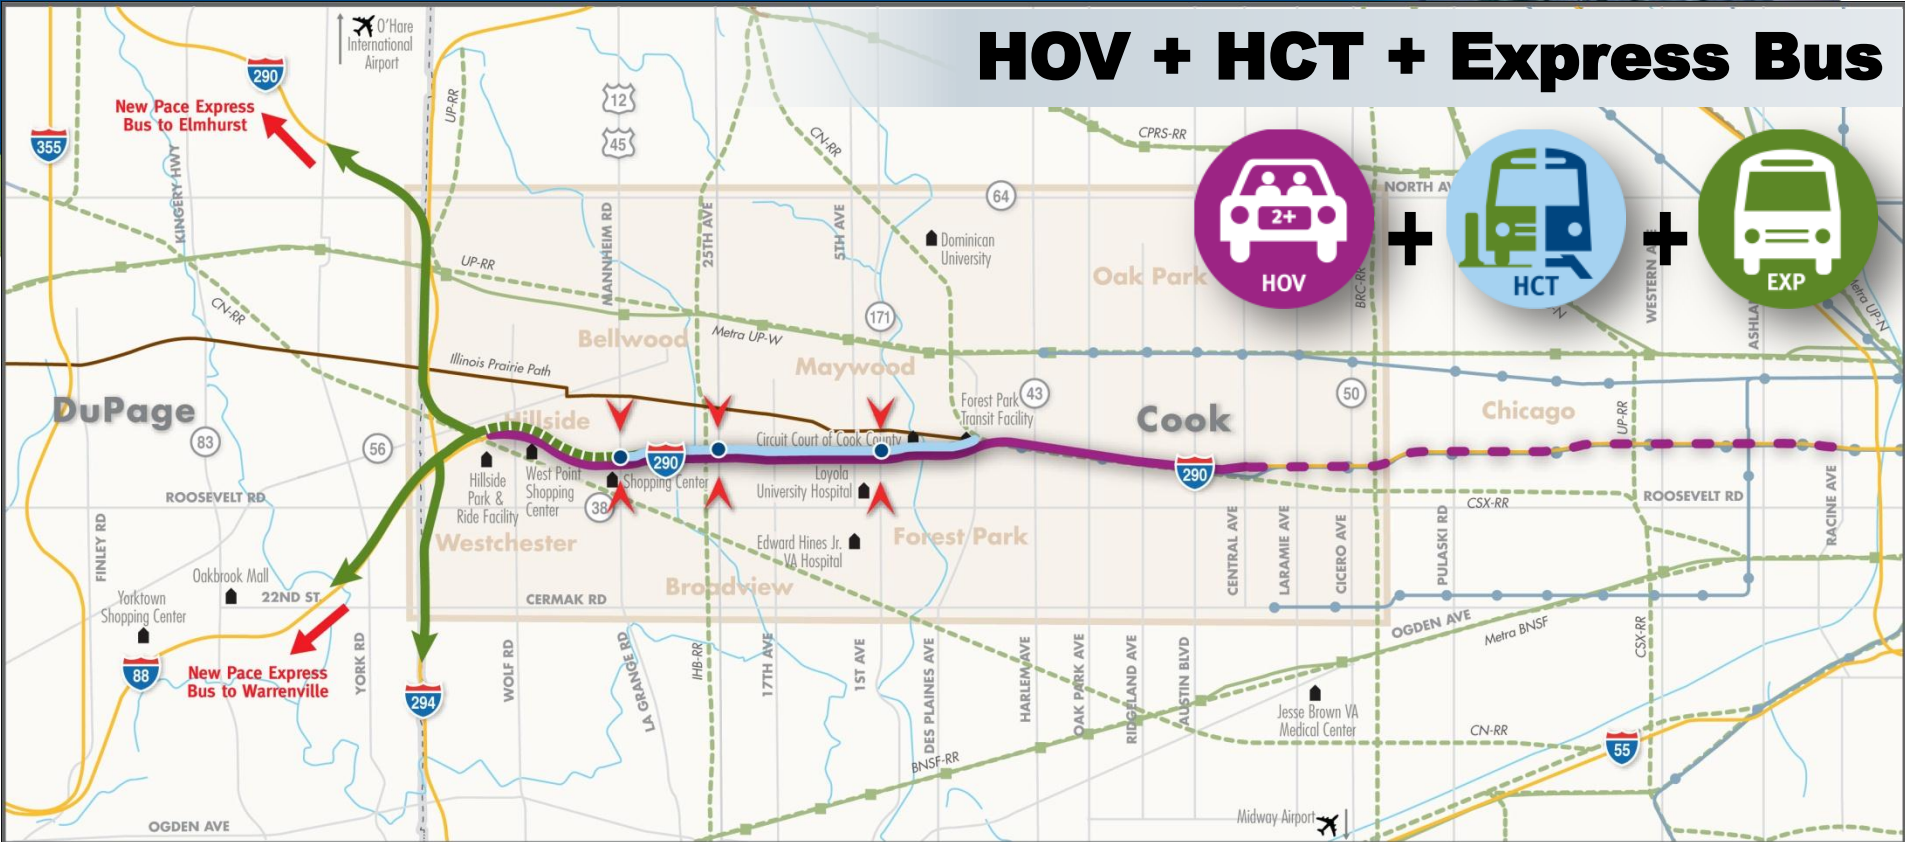 HOV + HCT + Express Bus
O'Hare
International
Airport
290
New Pace Express
Bus to Elmhurst
355
KINGERY HWY
UP-RR
12
45
CN-RR
CPRS-RR
64
NORTH AV
2+
HOV
+
HCT
+
EXP
MANNHEIM RD
25TH AVE
5TH AVE
Dominican
University
Oak Park
BRC-RR
WESTERN A
ASHLA
Metra UP-N
UP-RR
CN-RR
171
Bellwood
Metra UP-W
Maywood
Illinois Prairie Path
DuPage
83
56
Hillside
Forest Park
Transit Facility
43
Cook
50
Chicago
UP-RR
Circuit Court of Cook County
290
290
Hillside
Park &
Ride Facility
West Point
Shopping
Center
38
Shopping Center
Loyola
University Hospital
ROOSEVELT RD
CSX-RR
ROOSEVELT RD
RACINE AVE
FINLEY RD
Westchester
Edward Hines Jr.
VA Hospital
Forest Park
CENTRAL AVE
LARAMIE AVE
CICERO AVE
PULASKI RD
Oakbrook Mall
22ND ST
Yorktown
Shopping Center
Broadview
CERMAK RD
OGDEN AVE
Metra BNSF
CSX-RR
88
New Pace Express
Bus to Warrenville
YORK RD
294
WOLF RD
LA GRANGE RD
IHB-RR
17TH AVE
1ST AVE
DES PLAINES AVE
HARLEM AVE
OAK PARK AVE
RIDGELAND AVE
AUSTIN BLVD
Jesse Brown VA
Medical Center
CN-RR
55
BNSF-RR
OGDEN AVE
Midway Airport